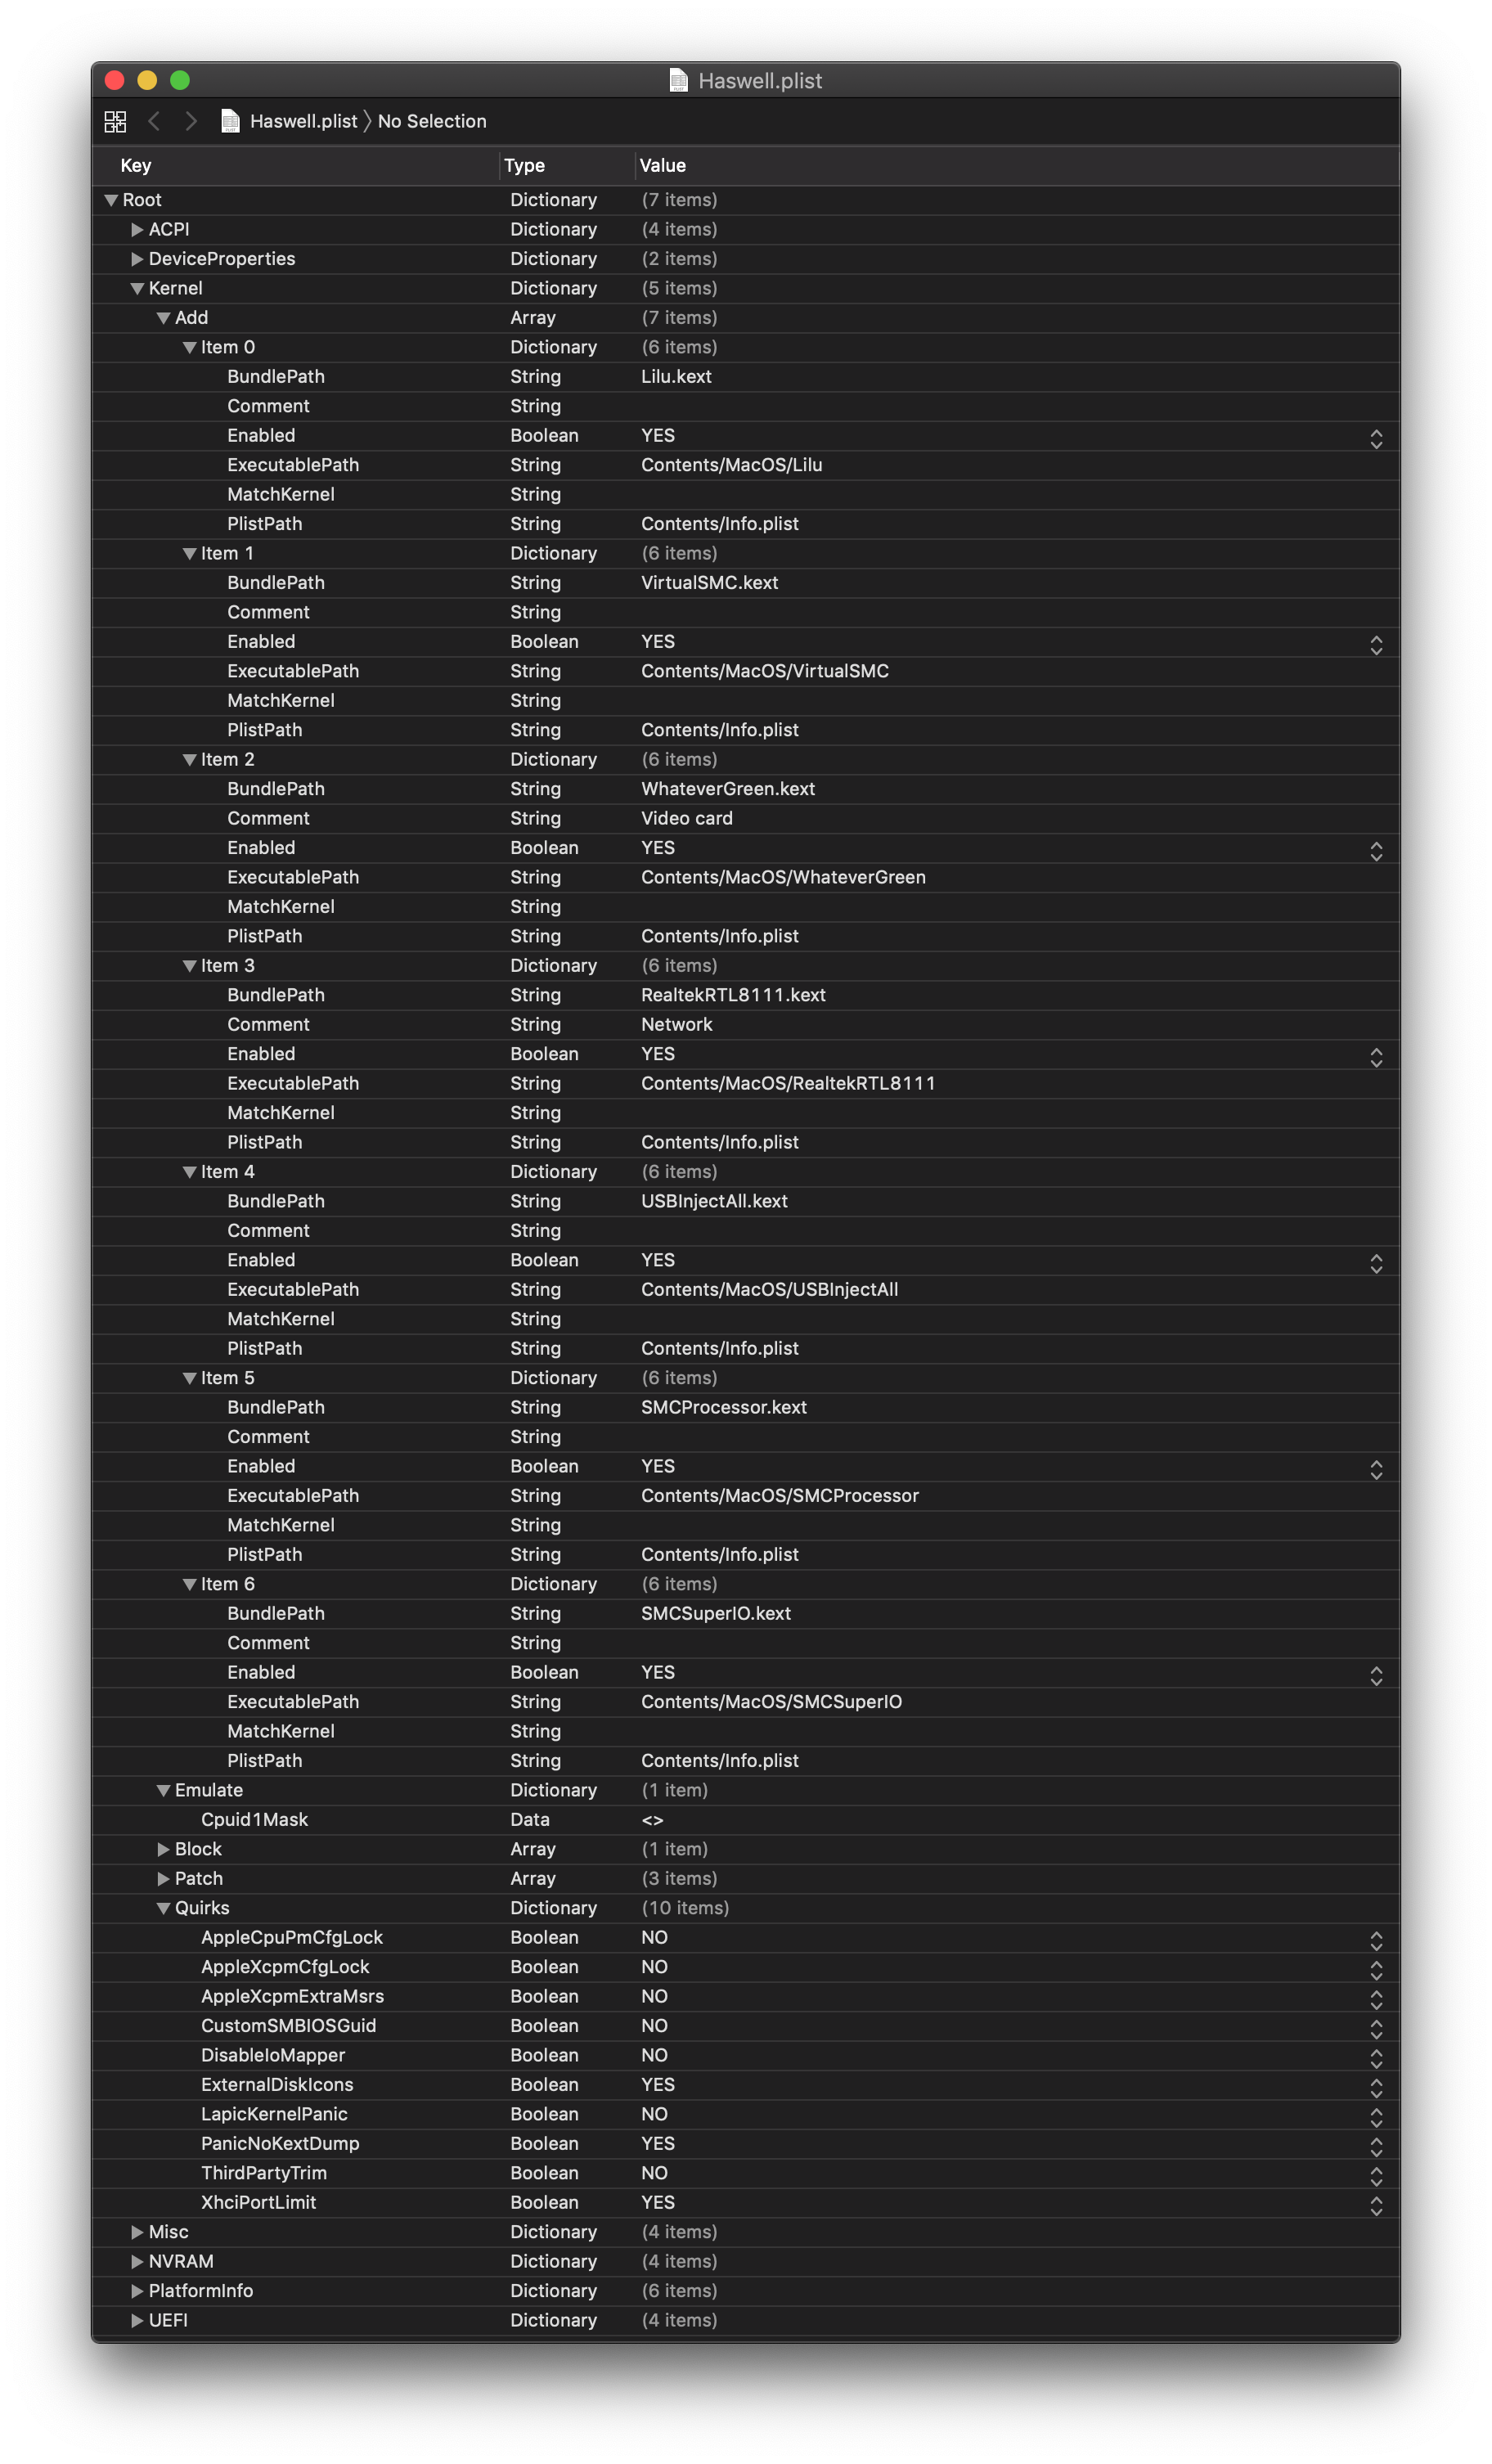 Haswell.plist
Haswell.plist No Selection
Key Type Value
Root Dictionary (7 items)
ACPI Dictionary (4 items)
DeviceProperties Dictionary (2 items)
Kernel Dictionary (5 items)
Add Array (7 items)
Item 0 Dictionary (6 items)
BundlePath String Lilu.kext
Comment String
Enabled Boolean YES
ExecutablePath String Contents/MacOS/Lilu
MatchKernel String
PlistPath String Contents/Info.plist
Item 1 Dictionary (6 items)
BundlePath String VirtualSMC.kext
Comment String
Enabled Boolean YES
ExecutablePath String Contents/MacOS/VirtualSMC
MatchKernel String
PlistPath String Contents/Info.plist
Item 2 Dictionary (6 items)
BundlePath String WhateverGreen.kext
Comment String Video card
Enabled Boolean YES
ExecutablePath String Contents/MacOS/WhateverGreen
MatchKernel String
PlistPath String Contents/Info.plist
Item 3 Dictionary (6 items)
BundlePath String RealtekRTL8111.kext
Comment String Network
Enabled Boolean YES
ExecutablePath String Contents/MacOS/RealtekRTL8111
MatchKernel String
PlistPath String Contents/Info.plist
Item 4 Dictionary (6 items)
BundlePath String USBInjectAll.kext
Comment String
Enabled Boolean YES
ExecutablePath String Contents/MacOS/USBInjectAll
MatchKernel String
PlistPath String Contents/Info.plist
Item 5 Dictionary (6 items)
BundlePath String SMCProcessor.kext
Comment String
Enabled Boolean YES
ExecutablePath String Contents/MacOS/SMCProcessor
MatchKernel String
PlistPath String Contents/Info.plist
Item 6 Dictionary (6 items)
BundlePath String SMCSuperIO.kext
Comment String
Enabled Boolean YES
ExecutablePath String Contents/MacOS/SMCSuperIO
MatchKernel String
PlistPath String Contents/Info.plist
Emulate Dictionary (1 item)
Cpuid1Mask Data <>
Block Array (1 item)
Patch Array (3 items)
Quirks Dictionary (10 items)
AppleCpuPmCfgLock Boolean NO
AppleXcpmCfgLock Boolean NO
AppleXcpmExtraMsrs Boolean NO
CustomSMBIOSGuid Boolean NO
DisableIoMapper Boolean NO
ExternalDiskIcons Boolean YES
LapicKernelPanic Boolean NO
PanicNoKextDump Boolean YES
ThirdPartyTrim Boolean NO
XhciPortLimit Boolean YES
Misc Dictionary (4 items)
NVRAM Dictionary (4 items)
PlatformInfo Dictionary (6 items)
UEFI Dictionary (4 items)